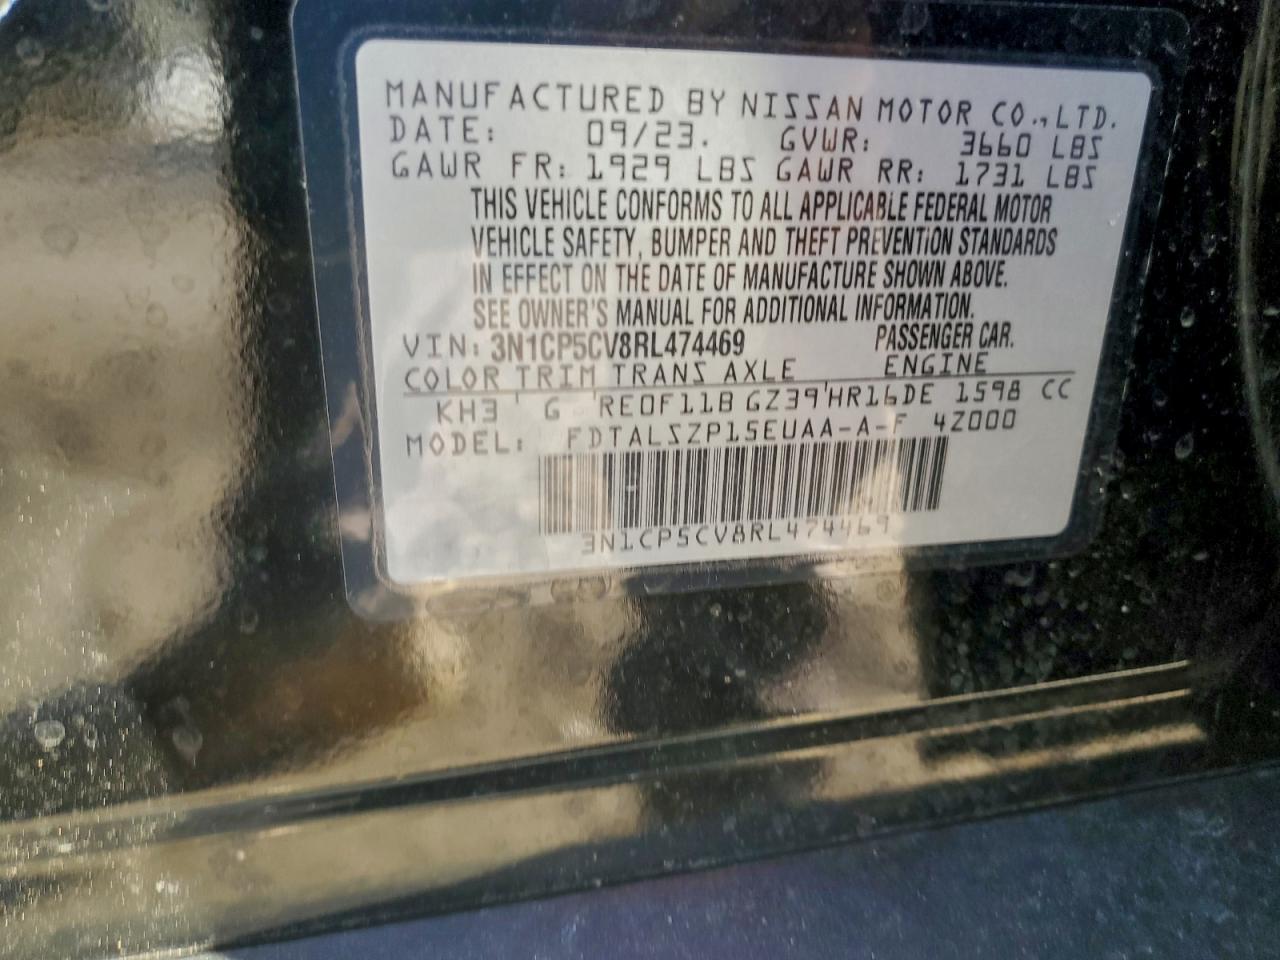 MANUFACTURED BY NISSAN MOTOR CO.,LTD.
DATE: 09/23. GVWR: 3660 LBS
GAWR FR: 1929 LBS GAWR RR: 1731 LBS
THIS VEHICLE CONFORMS TO ALL APPLICABLE FEDERAL MOTOR
VEHICLE SAFETY, BUMPER AND THEFT PREVENTION STANDARDS
IN EFFECT ON THE DATE OF MANUFACTURE SHOWN ABOVE.
SEE OWNER'S MANUAL FOR ADDITIONAL INFORMATION.
VIN: 3N1CP5CV8RL474469 PASSENGER CAR.
COLOR TRIM TRANS AXLE ENGINE
KH3 G RE0F11B GZ39 HR16DE 1598 CC
MODEL: FDTALSZP15EUAA-A-F 4Z000
3N1CP5CV8RL474469